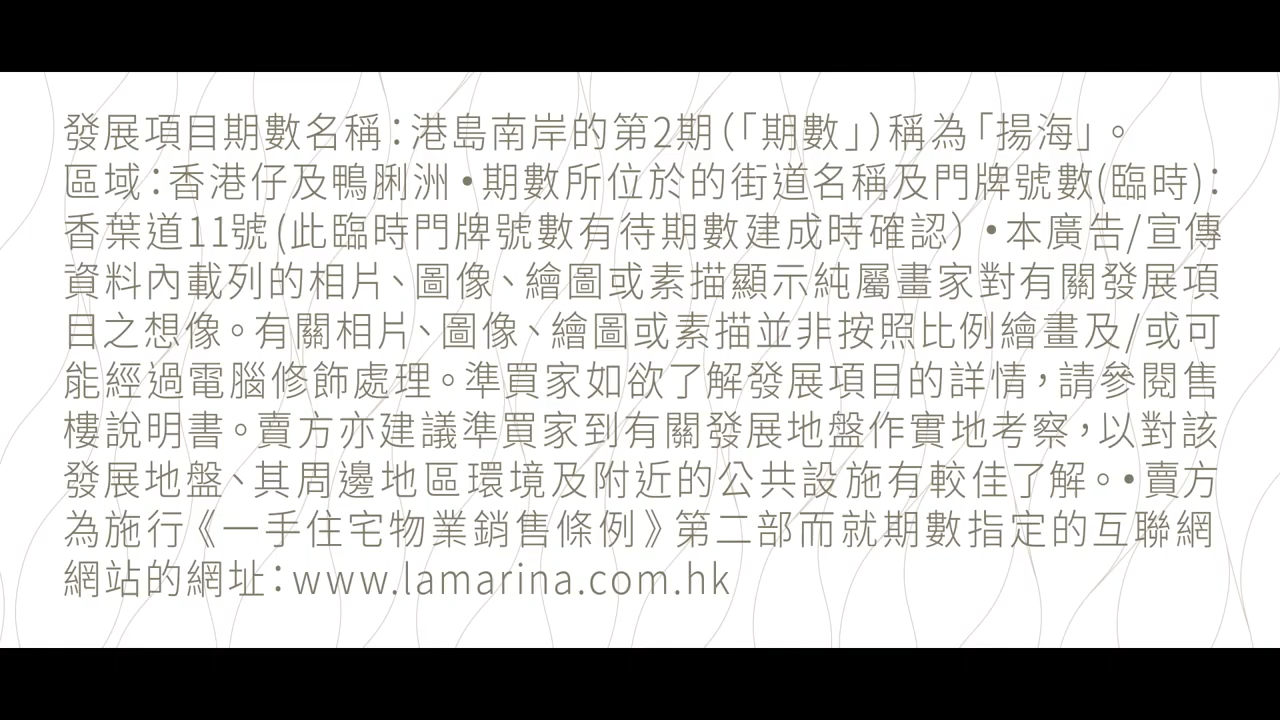 發展項目期數名稱：港島南岸的第2期(「期數」)稱為「揚海」。
區域：香港仔及鴨脷洲•期數所位於的街道名稱及門牌號數(臨時)：
香葉道11號(此臨時門牌號數有待期數建成時確認)•本廣告/宣傳
資料內載列的相片、圖像、繪圖或素描顯示純屬畫家對有關發展項
目之想像。有關相片、圖像、繪圖或素描並非按照比例繪畫及/或可
能經過電腦修飾處理。準買家如欲了解發展項目的詳情，請參閱售
樓說明書。賣方亦建議準買家到有關發展地盤作實地考察，以對該
發展地盤、其周邊地區環境及附近的公共設施有較佳了解。•賣方
為施行《一手住宅物業銷售條例》第二部而就期數指定的互聯網
網站的網址：www.lamarina.com.hk